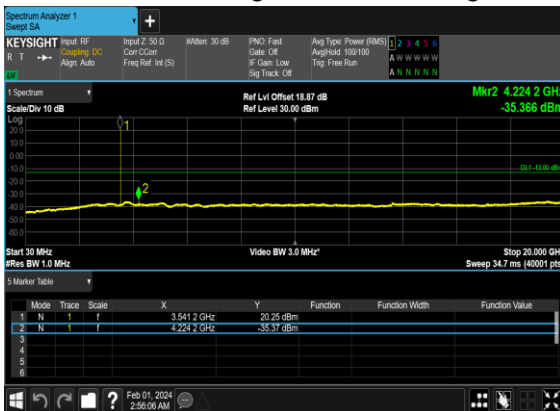 Spectrum Analyzer 1
Swept SA
KEYSIGHT
R T
LV
Input: RF
Coupling: DC
Align: Auto
Input Z: 50 Ω
Corr CCorr
Freq Ref: Int (S)
#Atten: 30 dB
PNO: Fast
Gate: Off
IF Gain: Low
Sig Track: Off
Avg Type: Power (RMS)
Avg|Hold: 100/100
Trig: Free Run
1 2 3 4 5 6
A W W W W W
A N N N N N
1 Spectrum
Scale/Div 10 dB
Ref Lvl Offset 18.87 dB
Ref Level 30.00 dBm
Mkr2 4.224 2 GHz
-35.366 dBm
Log
20.0
10.0
0.00
-10.0
-20.0
-30.0
-40.0
-50.0
-60.0
1
2
DL1 -13.00 dBm
Start 30 MHz
#Res BW 1.0 MHz
Video BW 3.0 MHz*
Stop 20.000 GH
Sweep 34.7 ms (40001 pts
5 Marker Table
Mode Trace Scale X Y Function Function Width Function Value
1 N 1 f 3.541 2 GHz 20.25 dBm
2 N 1 f 4.224 2 GHz -35.37 dBm
3
4
5
6
? Feb 01, 2024
2:56:06 AM